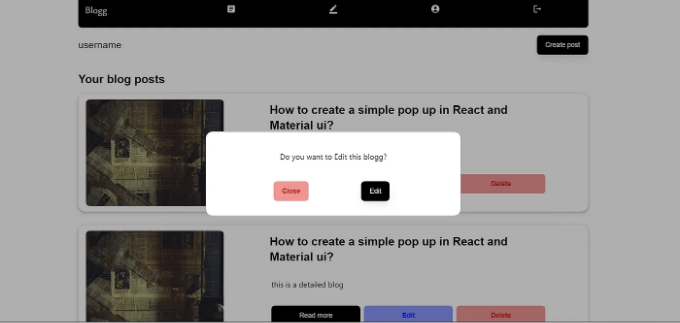 Blogg
username
Create post
Your blog posts
How to create a simple pop up in React and
Material ui?
Do you want to Edit this blogg?
Close
Edit
Delete
How to create a simple pop up in React and
Material ui?
this is a detailed blog
Read more
Edit
Delete